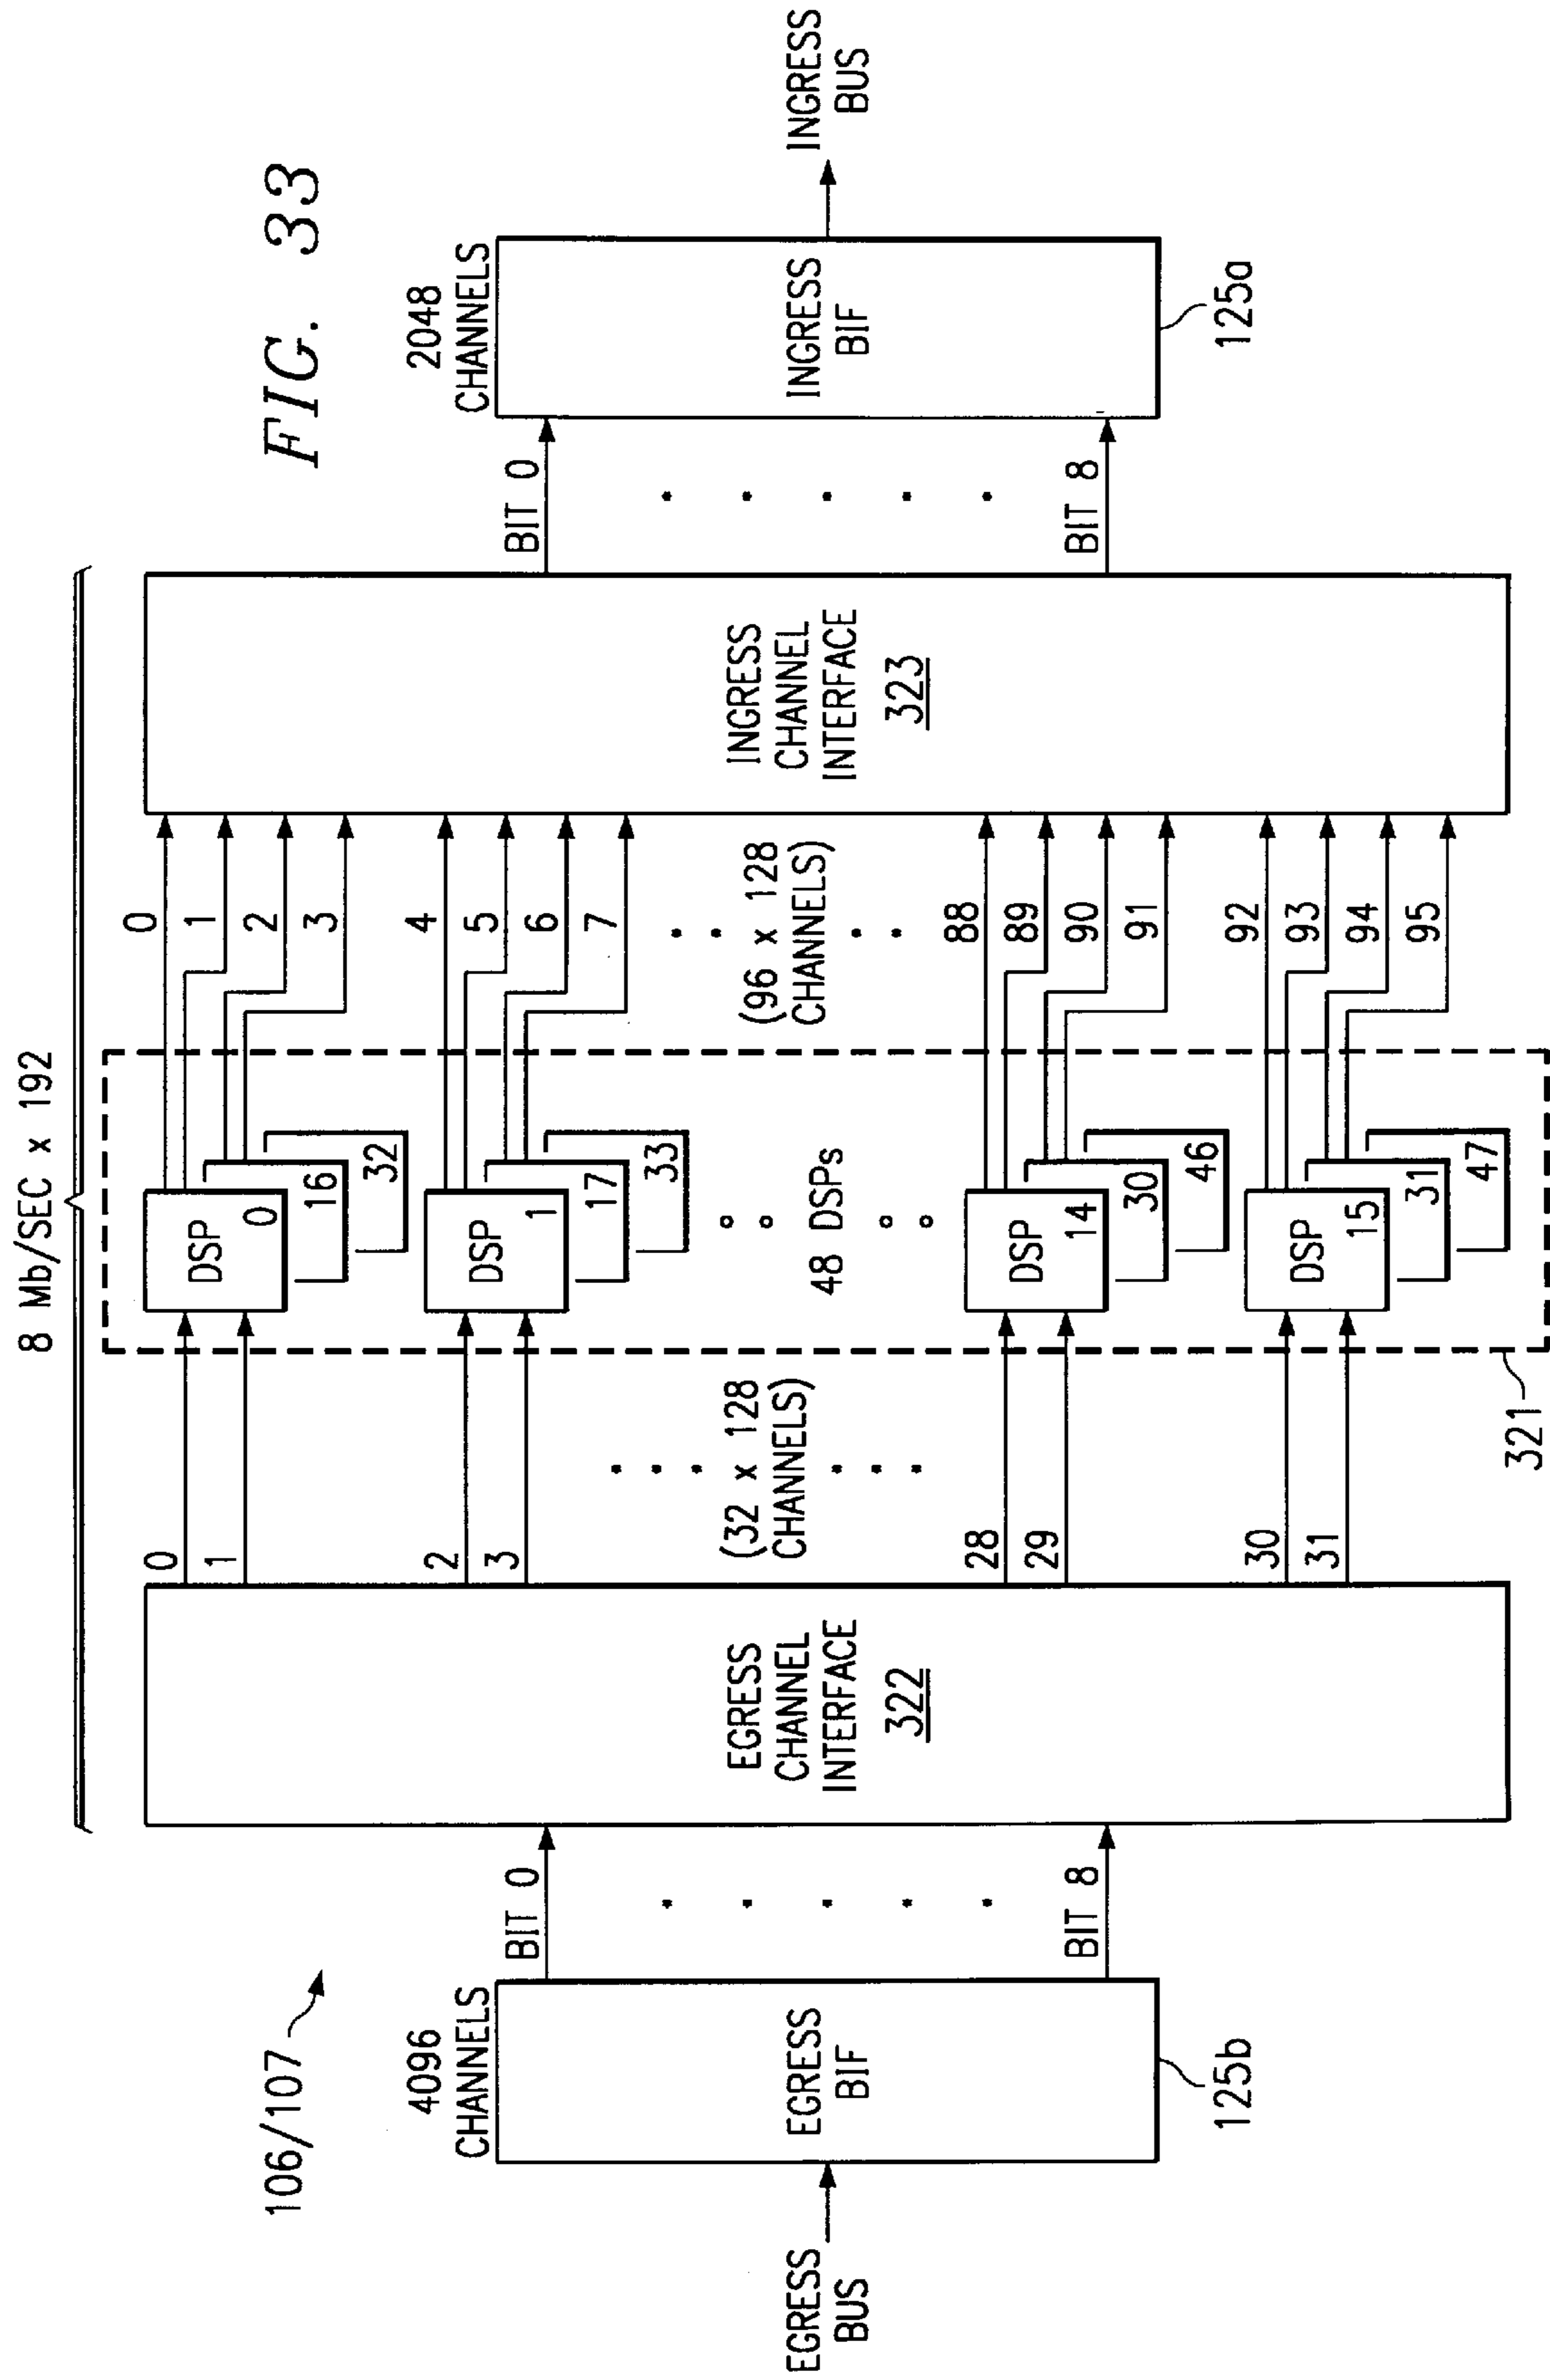 FIG. 33
106/107
8 Mb/SEC x 192
EGRESS
BUS
4096
CHANNELS
EGRESS
BIF
125b
BIT 0
BIT 8
EGRESS
CHANNEL
INTERFACE
322
0
1
2
3
(32 x 128
CHANNELS)
28
29
30
31
DSP
0
16
32
DSP
1
17
33
48 DSPs
DSP
14
30
46
DSP
15
31
47
321
0
1
2
3
4
5
6
7
(96 x 128
CHANNELS)
88
89
90
91
92
93
94
95
INGRESS
CHANNEL
INTERFACE
323
BIT 0
BIT 8
2048
CHANNELS
INGRESS
BIF
125a
INGRESS
BUS